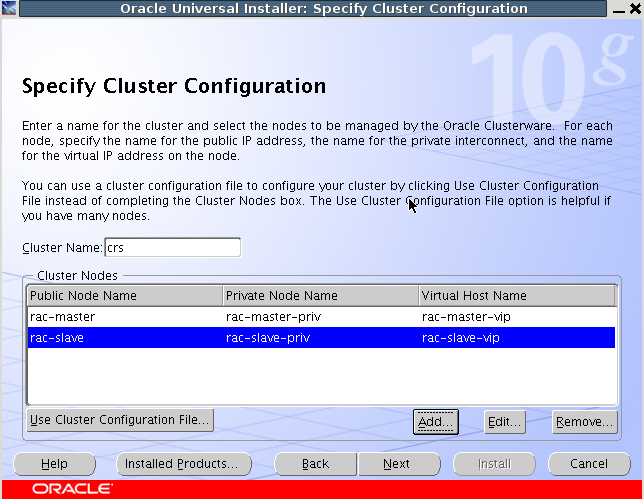 Oracle Universal Installer: Specify Cluster Configuration
10g
Specify Cluster Configuration
Enter a name for the cluster and select the nodes to be managed by the Oracle Clusterware. For each
node, specify the name for the public IP address, the name for the private interconnect, and the name
for the virtual IP address on the node.
You can use a cluster configuration file to configure your cluster by clicking Use Cluster Configuration
File instead of completing the Cluster Nodes box. The Use Cluster Configuration File option is helpful if
you have many nodes.
Cluster Name: crs
Cluster Nodes
Public Node Name Private Node Name Virtual Host Name
rac-master rac-master-priv rac-master-vip
rac-slave rac-slave-priv rac-slave-vip
Use Cluster Configuration File... Add... Edit... Remove...
Help Installed Products... Back Next Install Cancel
ORACLE